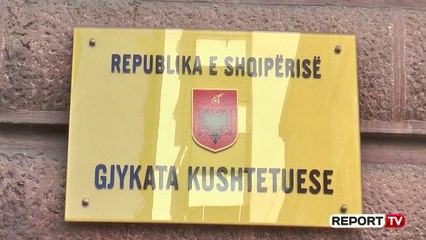 REPUBLIKA E SHQIPËRISË
GJYKATA KUSHTETUESE
REPORT TV